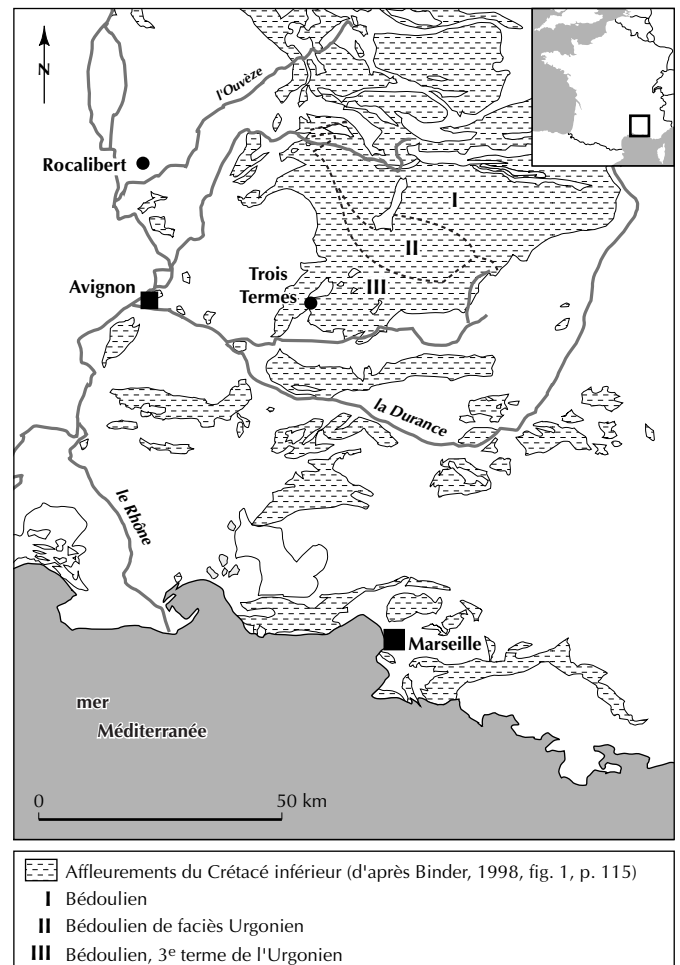 N
l'Ouvèze
Rocalibert
I
II
Avignon
Trois
Termes
III
la Durance
le Rhône
Marseille
mer
Méditerranée
0
50 km
Affleurements du Crétacé inférieur (d'après Binder, 1998, fig. 1, p. 115)
I Bédoulien
II Bédoulien de faciès Urgonien
III Bédoulien, 3e terme de l'Urgonien